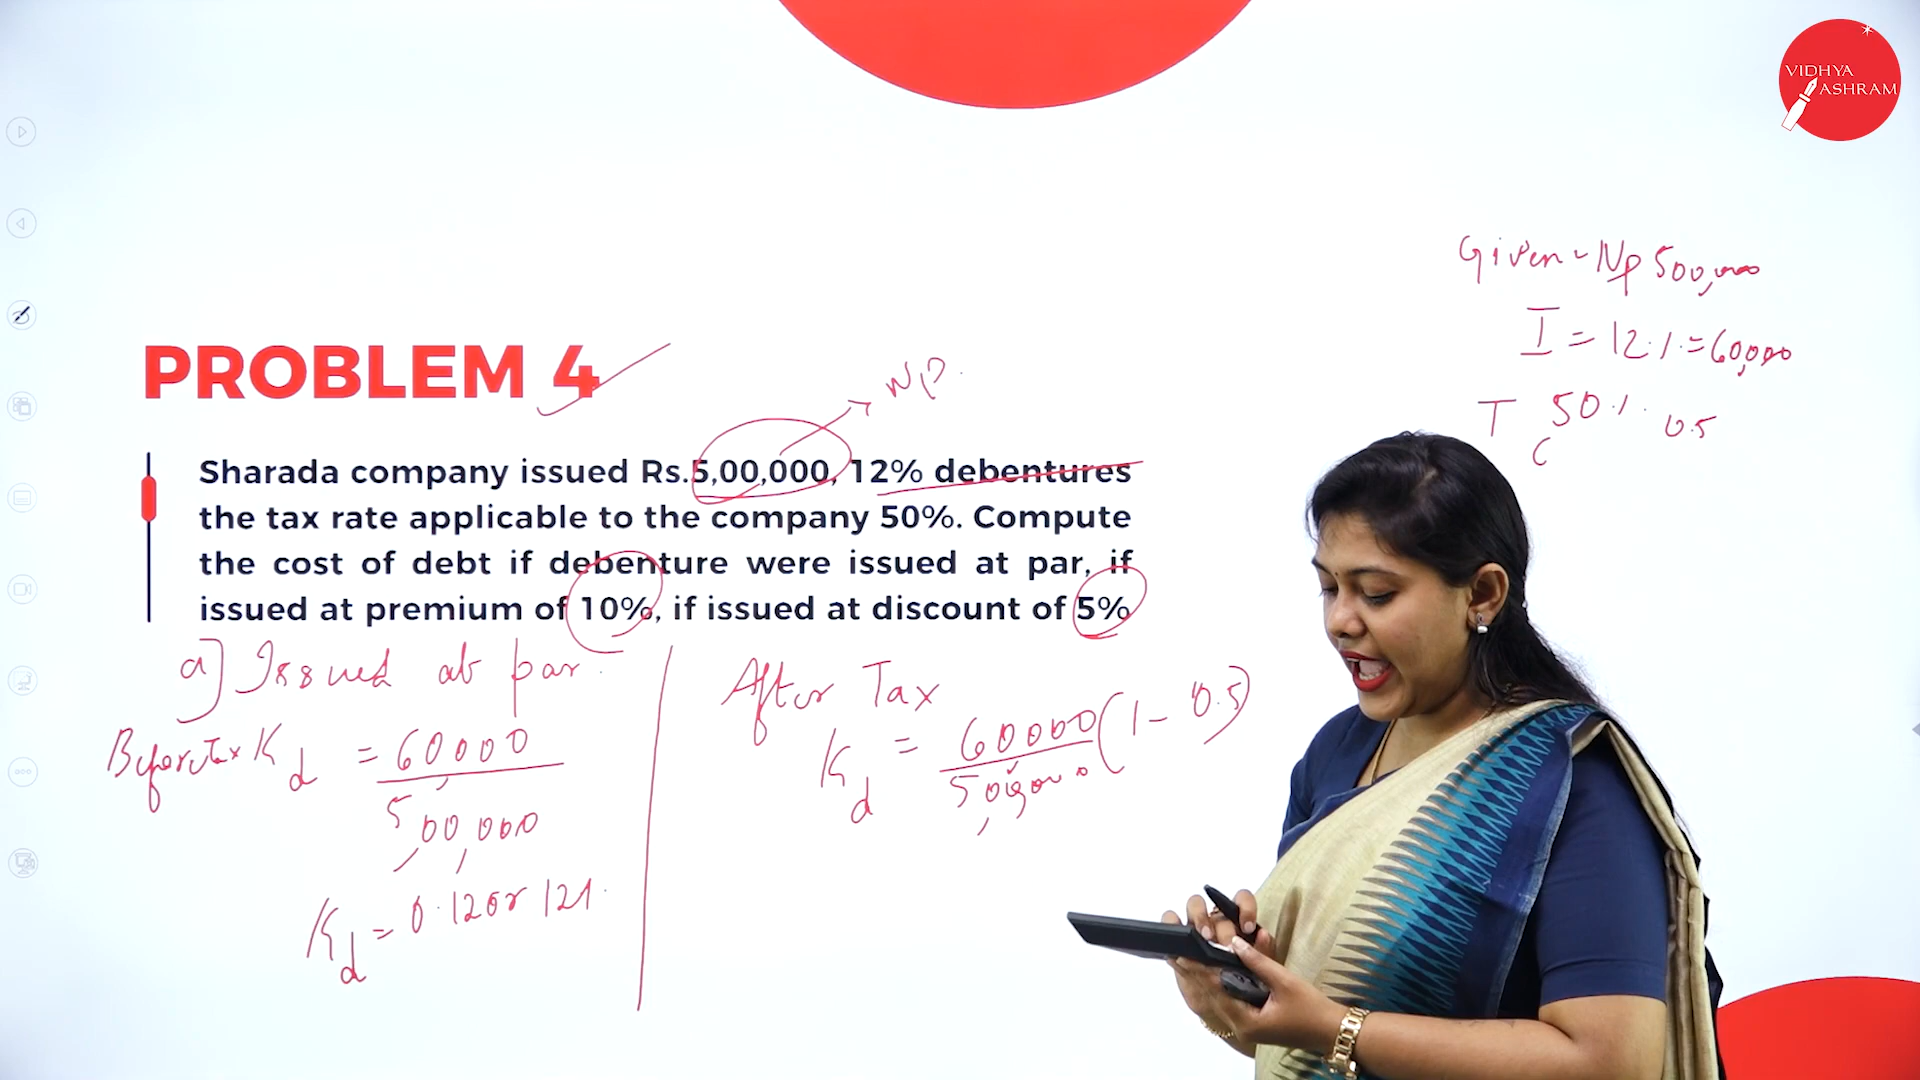 VIDHYA
ASHRAM
Given - Np 500,000
I = 12% = 60,000
T 50% 0.5
PROBLEM 4
NP.
Sharada company issued Rs.5,00,000, 12% debentures
the tax rate applicable to the company 50%. Compute
the cost of debt if debenture were issued at par, if
issued at premium of 10%, if issued at discount of 5%
a) Issued at par.
Before Tax Kd = 60000
5,00,000
Kd = 0.12 or 12%.
After Tax
Kd = 60000 (1 - 0.5)
5,00,000